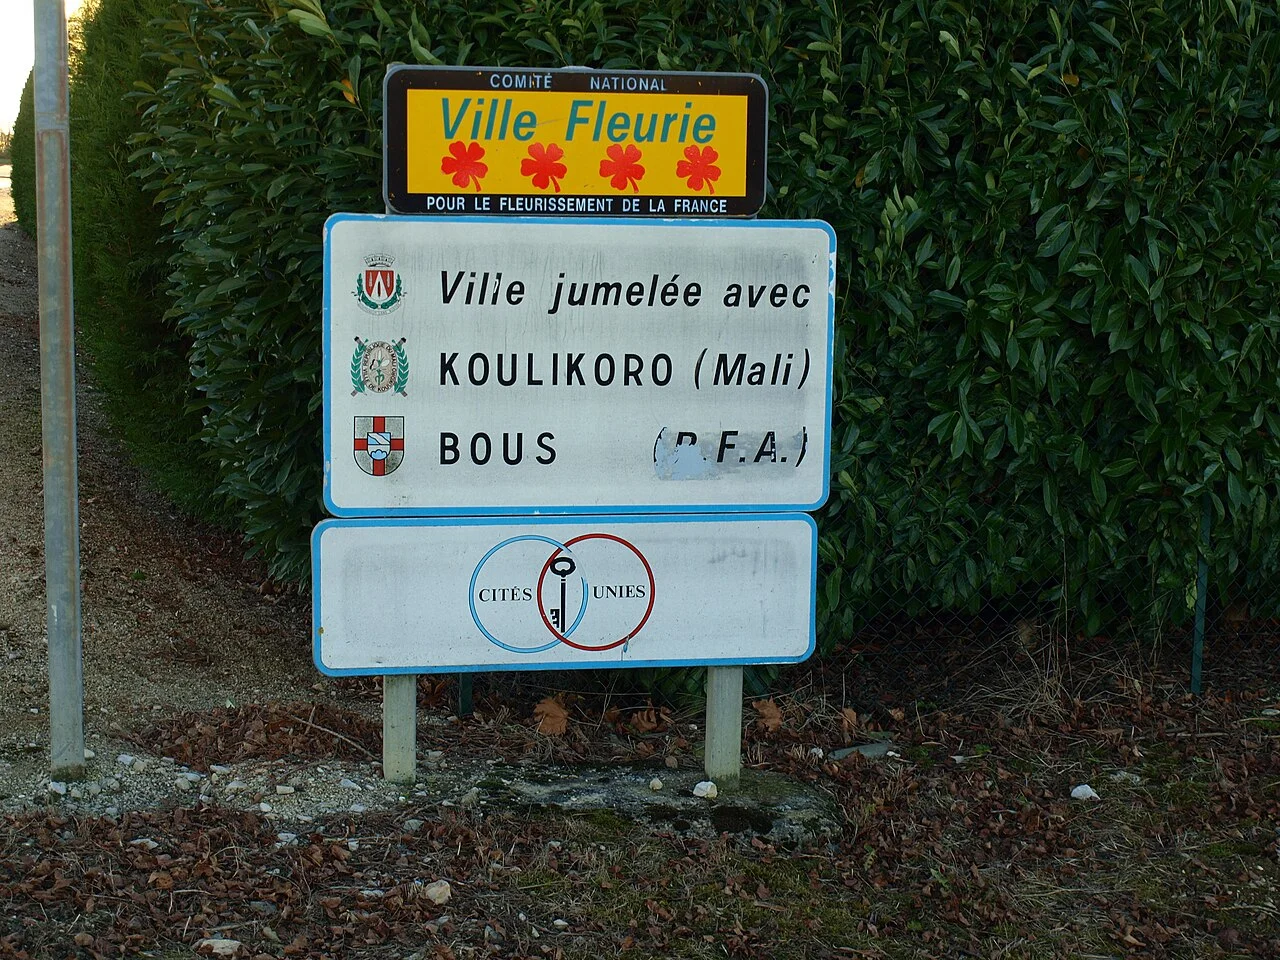 COMITÉ NATIONAL
Ville Fleurie
POUR LE FLEURISSEMENT DE LA FRANCE
Ville jumelée avec
KOULIKORO (Mali)
BOUS (R.F.A.)
CITÉS UNIES